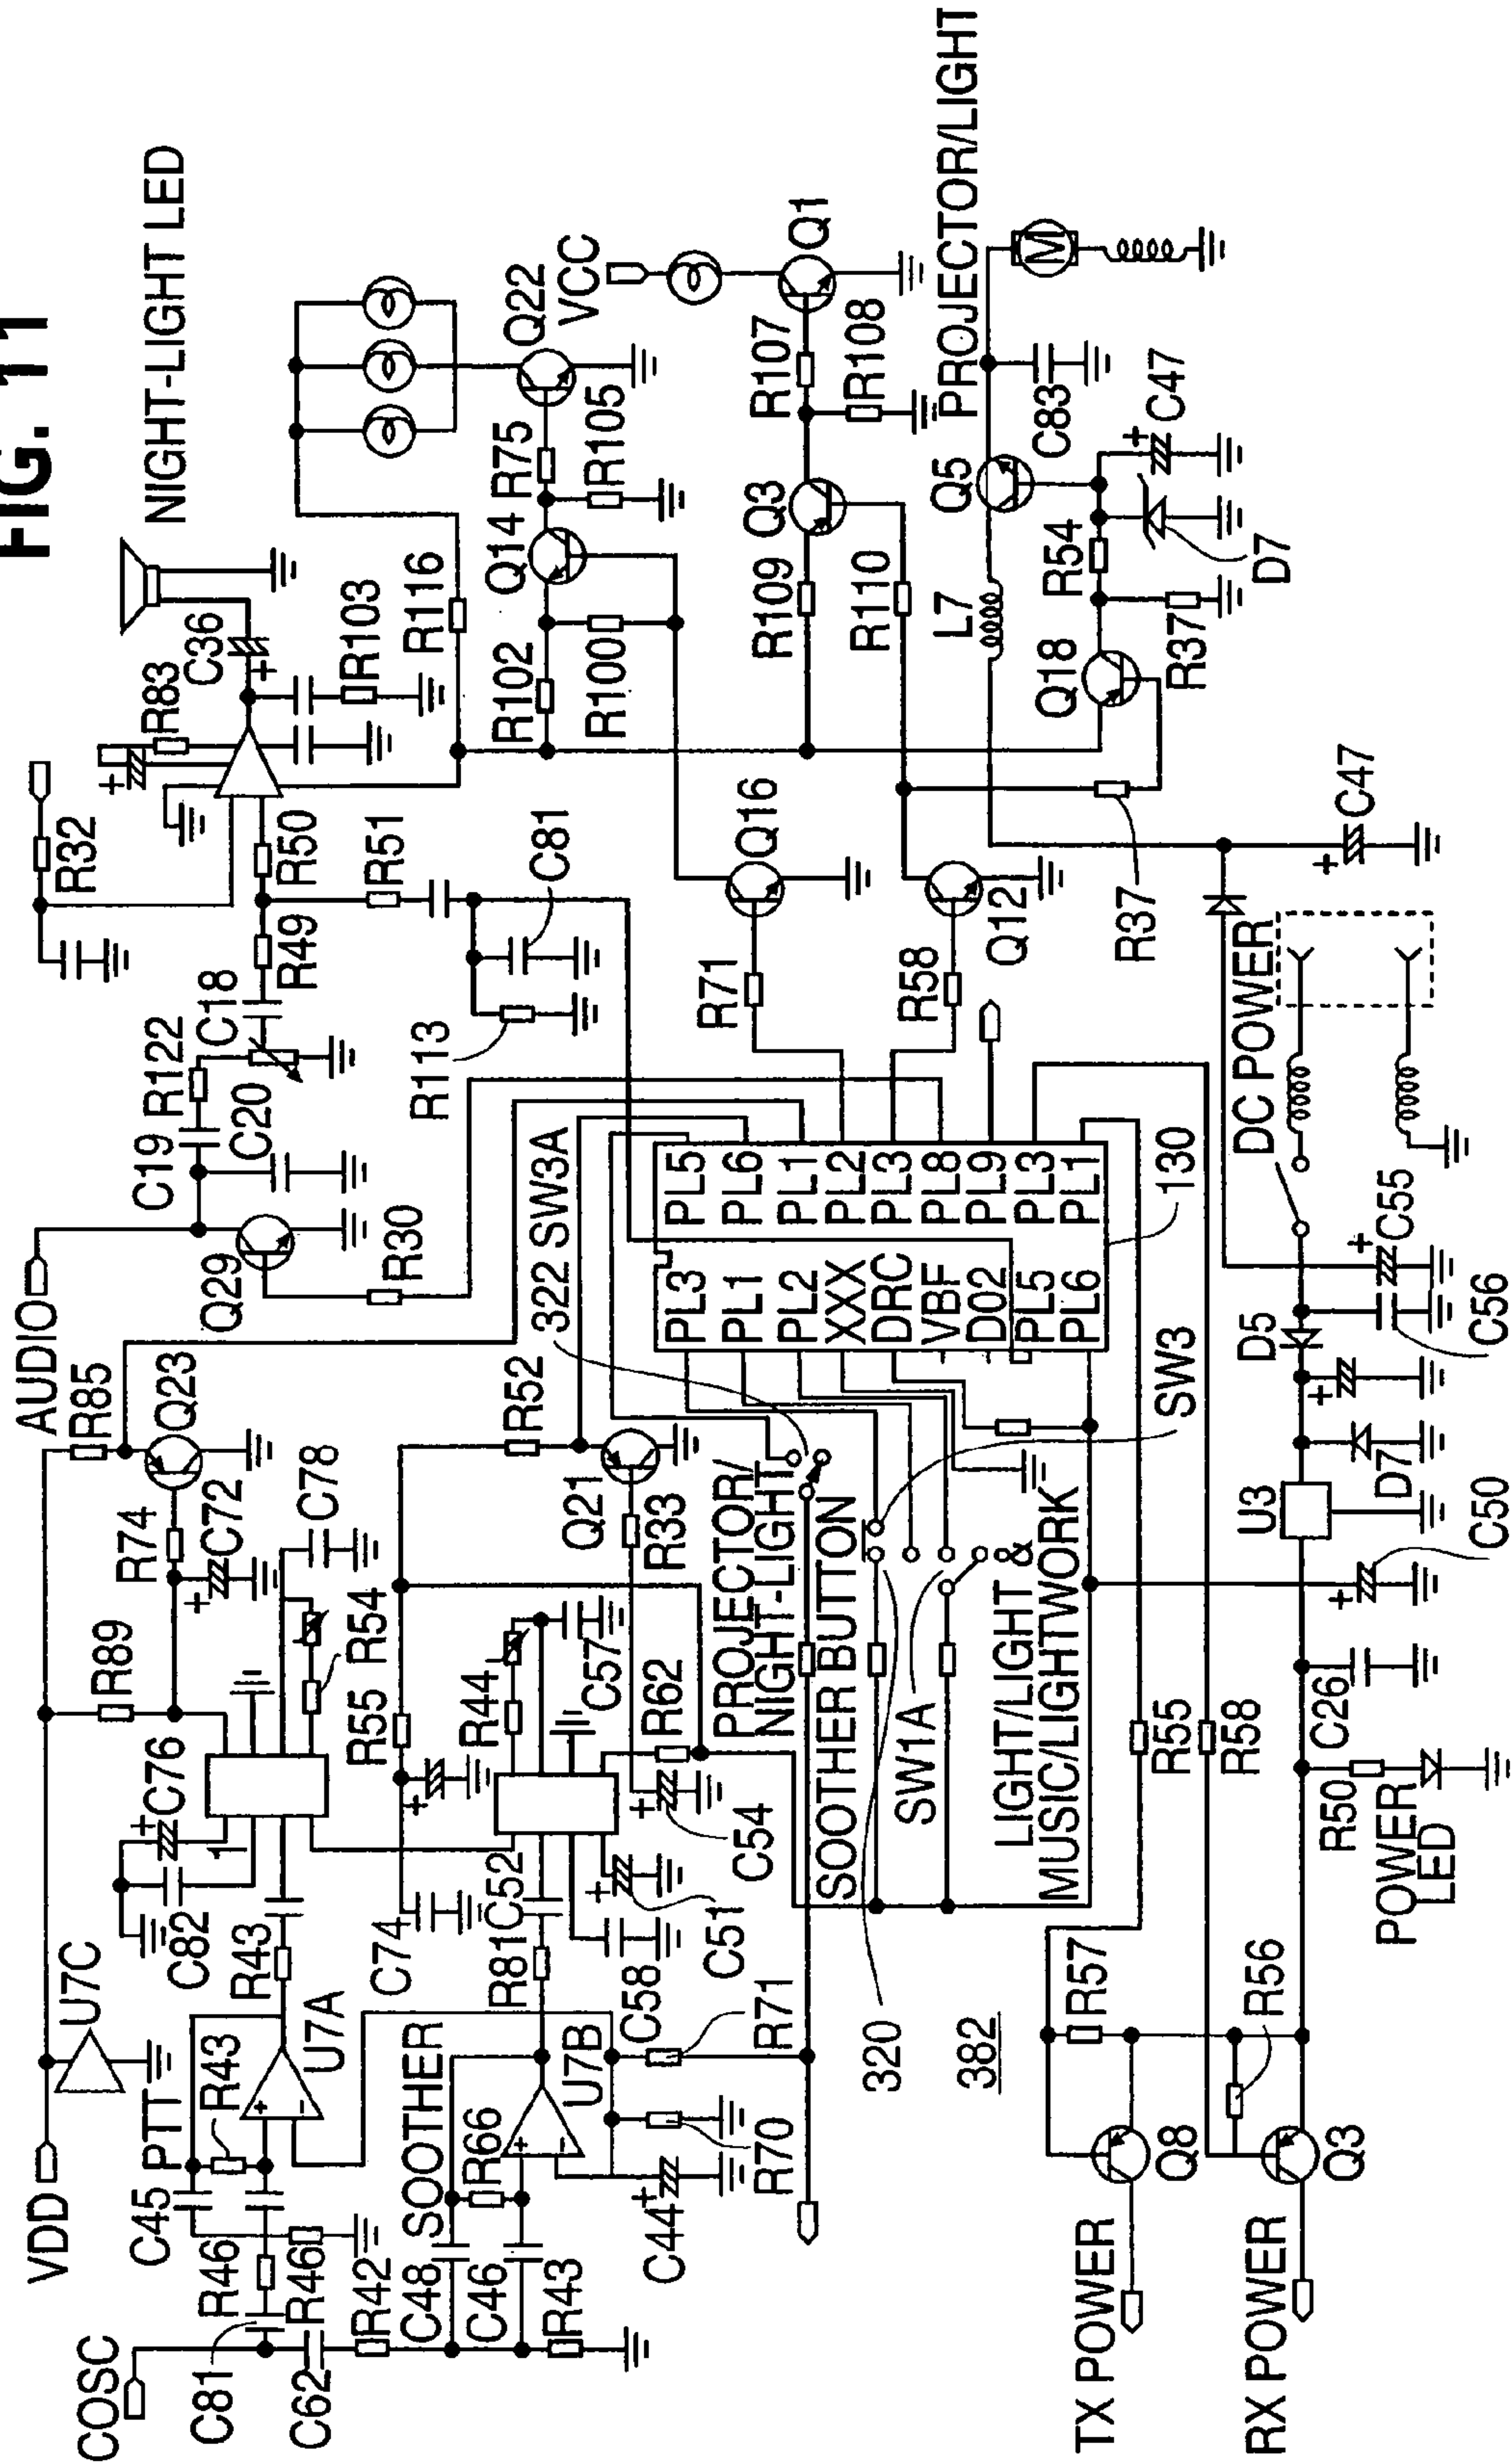 FIG. 11
VDD
U7C
PTT
C45
R43
R46
R46
COSC
C81
C62
R42
C48
C46
R43
U7A
R43
C82
C76
1
R89
R74
C72
C78
R55
R54
R85
Q23
AUDIO
Q29
R30
C19
R122
C20
C18
R49
R50
R51
R32
R113
C81
R83
C36
R103
R116
NIGHT-LIGHT LED
SOOTHER
R66
U7B
R81
C52
C74
C58
C51
C54
R62
R44
C57
R33
Q21
R52
322
SW3A
C44
R70
R71
R102
R100
Q14
R75
R105
Q22
VCC
Q16
R71
R58
Q12
R109
R110
Q3
R107
R108
Q1
PROJECTOR/LIGHT
M
L7
Q5
C83
C47
R54
D7
Q18
R37
R37
C47
PROJECTOR/
NIGHT-LIGHT
SOOTHER BUTTON
SW1A
LIGHT/LIGHT &
MUSIC/LIGHTWORK
320
382
SW3
130
PL3 PL5
PL1 PL6
PL2 PL1
XXX PL2
DRC PL3
VBF PL8
DO2 PL9
PL5 PL3
PL6 PL1
TX POWER
Q8
R57
R55
RX POWER
Q3
R56
R58
R50
POWER
LED
C26
C50
U3
D7
D5
C56
C55
DC POWER